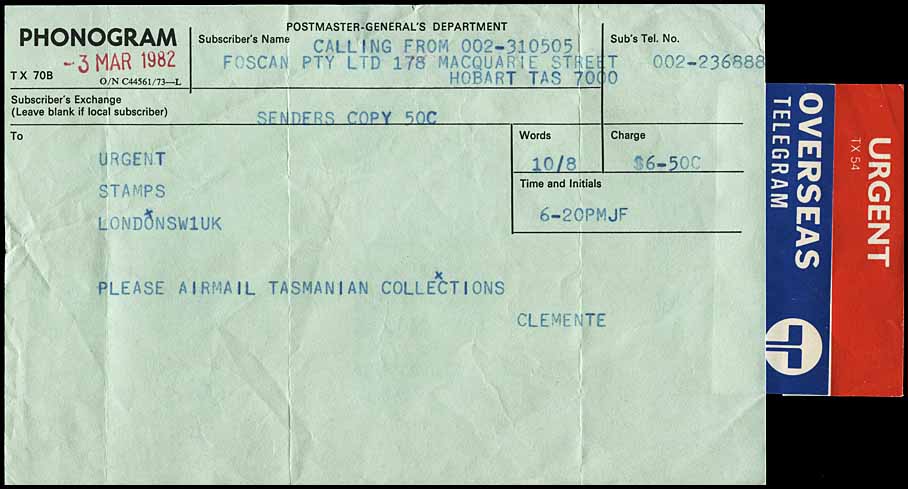 POSTMASTER-GENERAL'S DEPARTMENT
PHONOGRAM
-3 MAR 1982
TX 70B
O/N C44561/73—L
Subscriber's Name
CALLING FROM 002-310505
FOSCAN PTY LTD 178 MACQUARIE STREET
HOBART TAS 7000
Sub's Tel. No.
002-236888
Subscriber's Exchange
(Leave blank if local subscriber)
SENDERS COPY 50C
To
Words
10/8
Charge
$6-50C
Time and Initials
6-20PMJF
URGENT
STAMPS
LONDONSW1UK
x
PLEASE AIRMAIL TASMANIAN COLLECTIONS
x
CLEMENTE
OVERSEAS
TELEGRAM
URGENT
TX 54